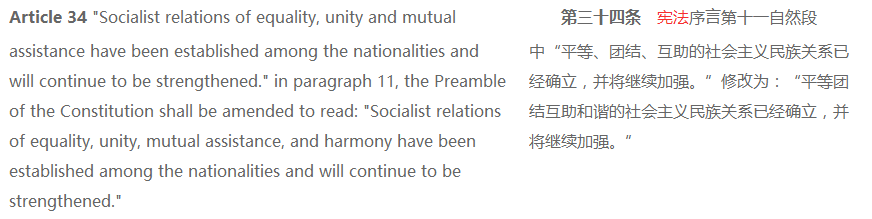 Article 34 "Socialist relations of equality, unity and mutual
assistance have been established among the nationalities and
will continue to be strengthened." in paragraph 11, the Preamble
of the Constitution shall be amended to read: "Socialist relations
of equality, unity, mutual assistance, and harmony have been
established among the nationalities and will continue to be
strengthened."
第三十四条 宪法序言第十一自然段
中“平等、团结、互助的社会主义民族关系已
经确立，并将继续加强。”修改为：“平等团
结互助和谐的社会主义民族关系已经确立，并
将继续加强。“